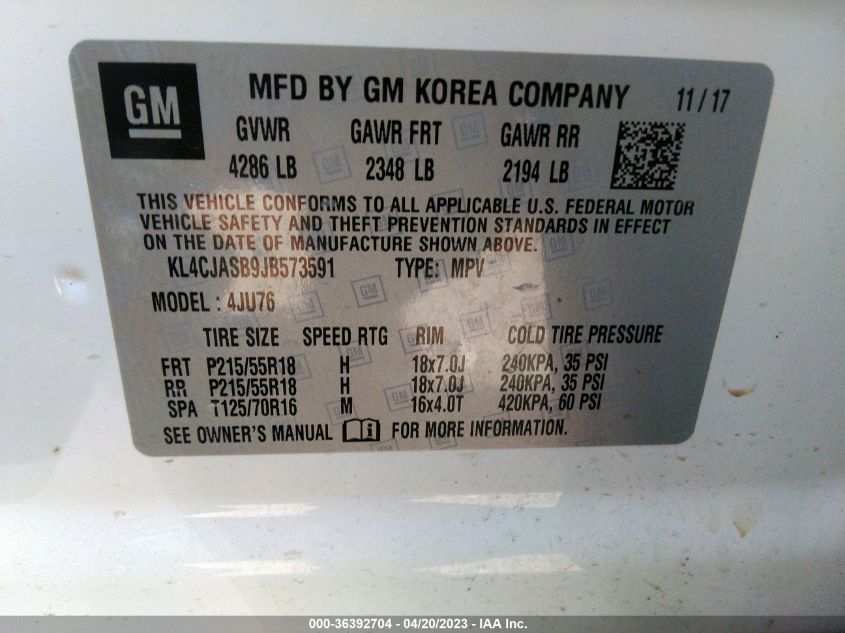 GM MFD BY GM KOREA COMPANY 11/17
GVWR GAWR FRT GAWR RR
4286 LB 2348 LB 2194 LB
THIS VEHICLE CONFORMS TO ALL APPLICABLE U.S. FEDERAL MOTOR
VEHICLE SAFETY AND THEFT PREVENTION STANDARDS IN EFFECT
ON THE DATE OF MANUFACTURE SHOWN ABOVE.
KL4CJASB9JB573591 TYPE: MPV
MODEL : 4JU76
TIRE SIZE SPEED RTG RIM COLD TIRE PRESSURE
FRT P215/55R18 H 18x7.0J 240KPA, 35 PSI
RR P215/55R18 H 18x7.0J 240KPA, 35 PSI
SPA T125/70R16 M 16x4.0T 420KPA, 60 PSI
SEE OWNER'S MANUAL i FOR MORE INFORMATION.
000-36392704 - 04/20/2023 - IAA Inc.